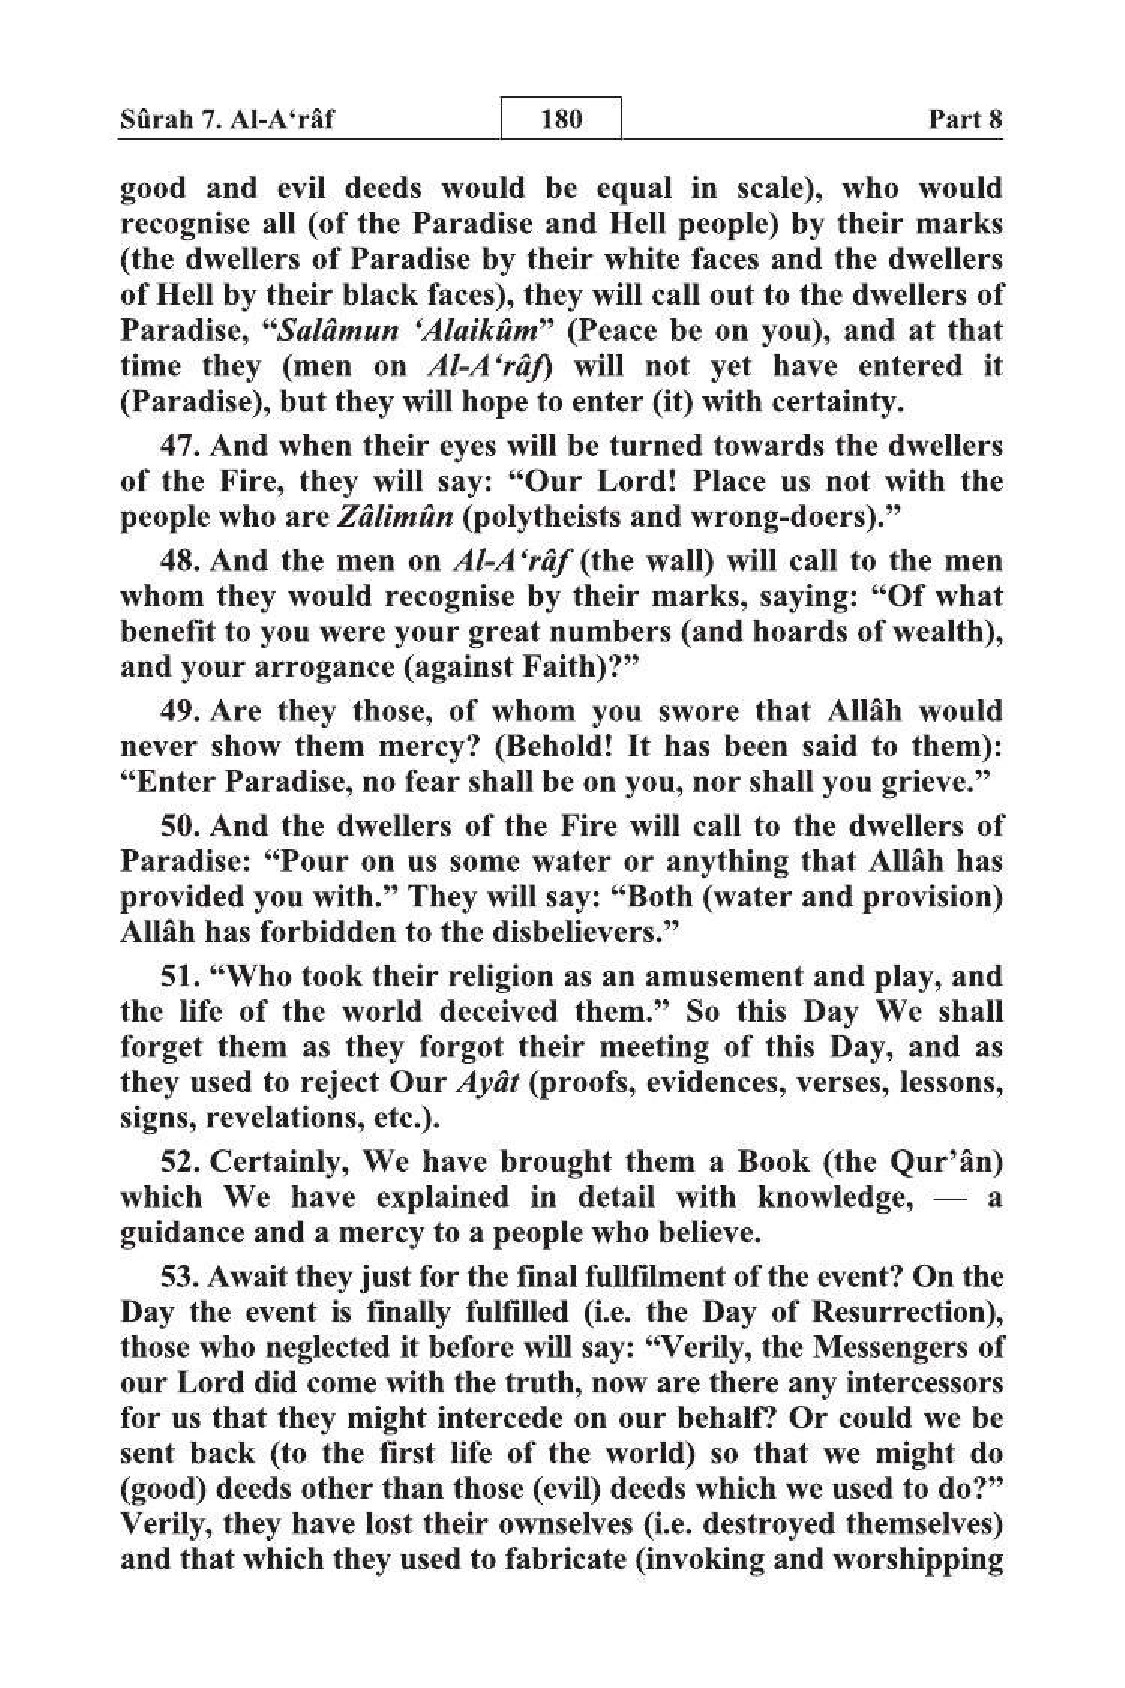 Sûrah 7. Al-A‘râf 180 Part 8
good and evil deeds would be equal in scale), who would
recognise all (of the Paradise and Hell people) by their marks
(the dwellers of Paradise by their white faces and the dwellers
of Hell by their black faces), they will call out to the dwellers of
Paradise, “Salâmun ‘Alaikûm” (Peace be on you), and at that
time they (men on Al-A‘râf) will not yet have entered it
(Paradise), but they will hope to enter (it) with certainty.
47. And when their eyes will be turned towards the dwellers
of the Fire, they will say: “Our Lord! Place us not with the
people who are Zâlimûn (polytheists and wrong-doers).”
48. And the men on Al-A‘râf (the wall) will call to the men
whom they would recognise by their marks, saying: “Of what
benefit to you were your great numbers (and hoards of wealth),
and your arrogance (against Faith)?”
49. Are they those, of whom you swore that Allâh would
never show them mercy? (Behold! It has been said to them):
“Enter Paradise, no fear shall be on you, nor shall you grieve.”
50. And the dwellers of the Fire will call to the dwellers of
Paradise: “Pour on us some water or anything that Allâh has
provided you with.” They will say: “Both (water and provision)
Allâh has forbidden to the disbelievers.”
51. “Who took their religion as an amusement and play, and
the life of the world deceived them.” So this Day We shall
forget them as they forgot their meeting of this Day, and as
they used to reject Our Ayât (proofs, evidences, verses, lessons,
signs, revelations, etc.).
52. Certainly, We have brought them a Book (the Qur’ân)
which We have explained in detail with knowledge, — a
guidance and a mercy to a people who believe.
53. Await they just for the final fullfilment of the event? On the
Day the event is finally fulfilled (i.e. the Day of Resurrection),
those who neglected it before will say: “Verily, the Messengers of
our Lord did come with the truth, now are there any intercessors
for us that they might intercede on our behalf? Or could we be
sent back (to the first life of the world) so that we might do
(good) deeds other than those (evil) deeds which we used to do?”
Verily, they have lost their ownselves (i.e. destroyed themselves)
and that which they used to fabricate (invoking and worshipping